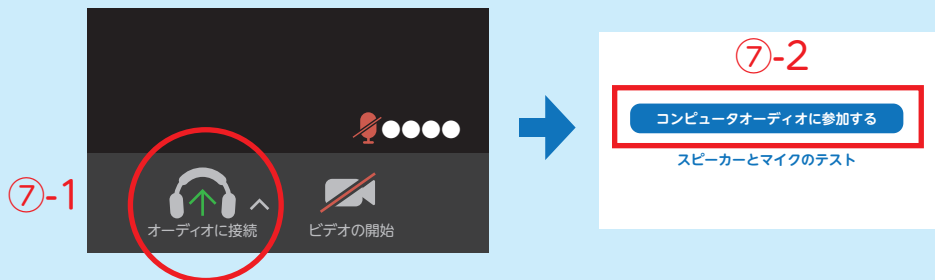 ⑦-1
オーディオに接続
ビデオの開始
⑦-2
コンピュータオーディオに参加する
スピーカーとマイクのテスト